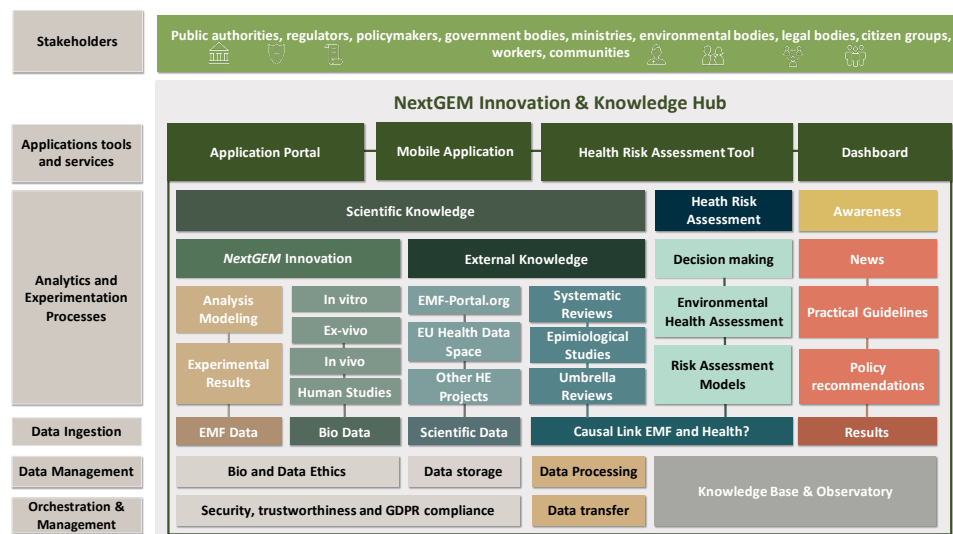 Stakeholders
Public authorities, regulators, policymakers, government bodies, ministries, environmental bodies, legal bodies, citizen groups,
workers, communities
NextGEM Innovation & Knowledge Hub
Applications tools
and services
Application Portal
Mobile Application
Health Risk Assessment Tool
Dashboard
Analytics and
Experimentation
Processes
Scientific Knowledge
Heath Risk
Assessment
Awareness
NextGEM Innovation
External Knowledge
Decision making
News
Analysis
Modeling
Experimental
Results
In vitro
Ex-vivo
In vivo
Human Studies
EMF-Portal.org
EU Health Data
Space
Other HE
Projects
Systematic
Reviews
Epimiological
Studies
Umbrella
Reviews
Environmental
Health Assessment
Risk Assessment
Models
Practical Guidelines
Policy
recommendations
Data Ingestion
EMF Data
Bio Data
Scientific Data
Causal Link EMF and Health?
Results
Data Management
Bio and Data Ethics
Data storage
Data Processing
Knowledge Base & Observatory
Orchestration &
Management
Security, trustworthiness and GDPR compliance
Data transfer